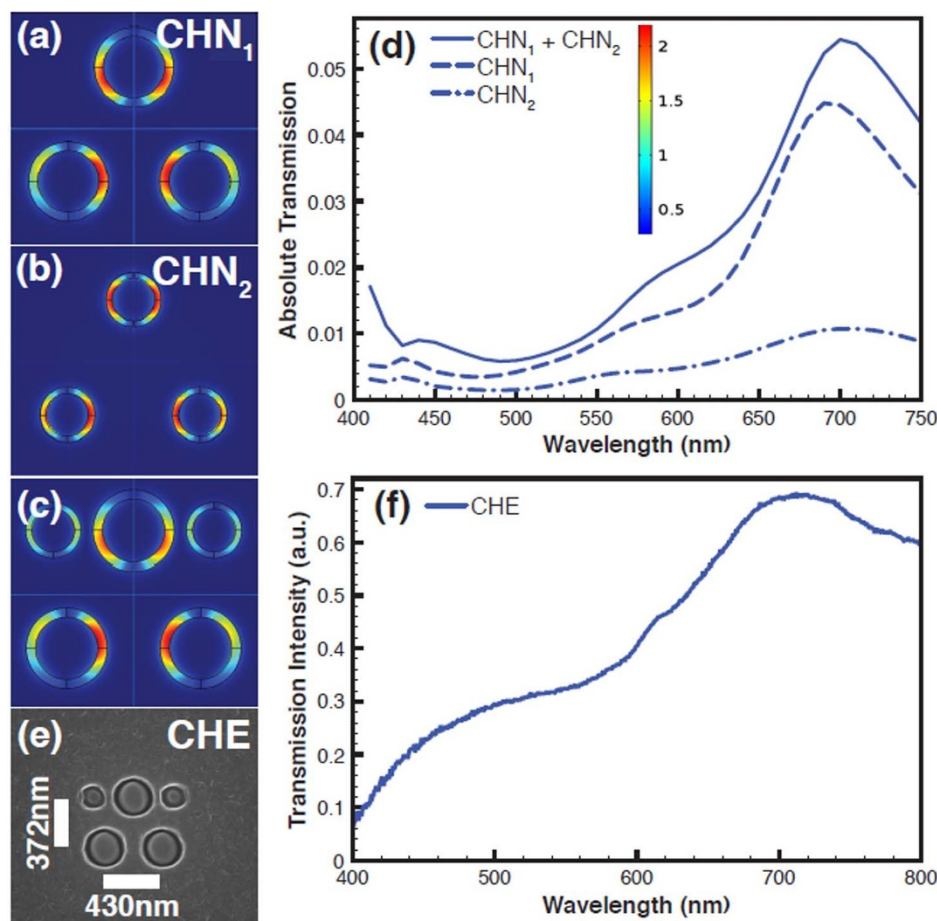 (a) CHN₁
(b) CHN₂
(c)
(e) CHE
372nm
430nm
(d)
CHN₁ + CHN₂
CHN₁
CHN₂
2
1.5
1
0.5
Absolute Transmission
0.05
0.04
0.03
0.02
0.01
0
400 450 500 550 600 650 700 750
Wavelength (nm)
(f) CHE
Transmission Intensity (a.u.)
0.7
0.6
0.5
0.4
0.3
0.2
0.1
0
400 500 600 700 800
Wavelength (nm)